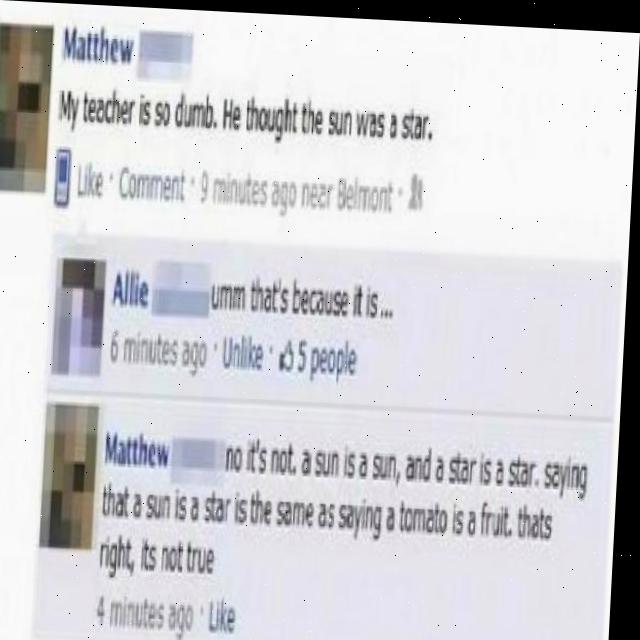 Matthew
My teacher is so dumb. He thought the sun was a star.
Like · Comment · 9 minutes ago near Belmont ·
Allie umm that's because it is...
6 minutes ago · Unlike · 5 people
Matthew no it's not. a sun is a sun, and a star is a star. saying
that a sun is a star is the same as saying a tomato is a fruit. thats
right, its not true
4 minutes ago · Like